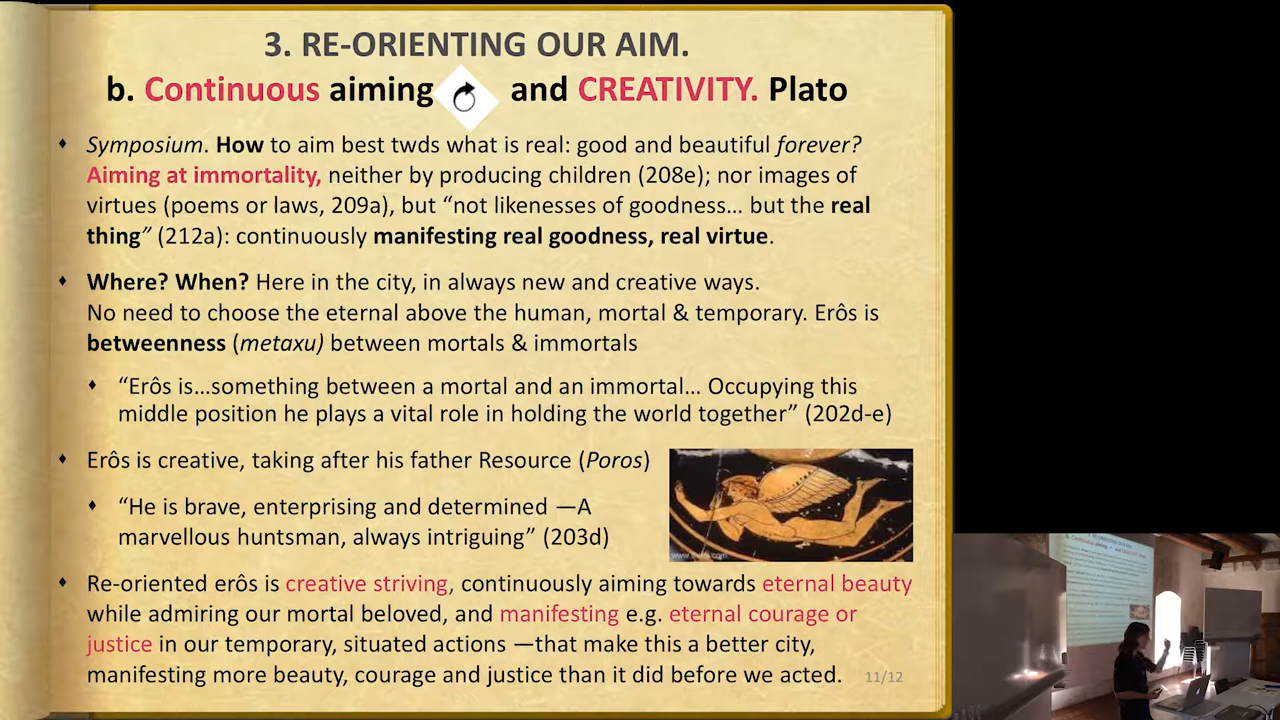 3. RE-ORIENTING OUR AIM.
b. Continuous aiming and CREATIVITY. Plato
Symposium. How to aim best twds what is real: good and beautiful forever?
Aiming at immortality, neither by producing children (208e); nor images of
virtues (poems or laws, 209a), but “not likenesses of goodness… but the real
thing” (212a): continuously manifesting real goodness, real virtue.
Where? When? Here in the city, in always new and creative ways.
No need to choose the eternal above the human, mortal & temporary. Erôs is
betweenness (metaxu) between mortals & immortals
“Erôs is…something between a mortal and an immortal… Occupying this
middle position he plays a vital role in holding the world together” (202d-e)
Erôs is creative, taking after his father Resource (Poros)
“He is brave, enterprising and determined —A
marvellous huntsman, always intriguing” (203d)
Re-oriented erôs is creative striving, continuously aiming towards eternal beauty
while admiring our mortal beloved, and manifesting e.g. eternal courage or
justice in our temporary, situated actions —that make this a better city,
manifesting more beauty, courage and justice than it did before we acted.
11/12